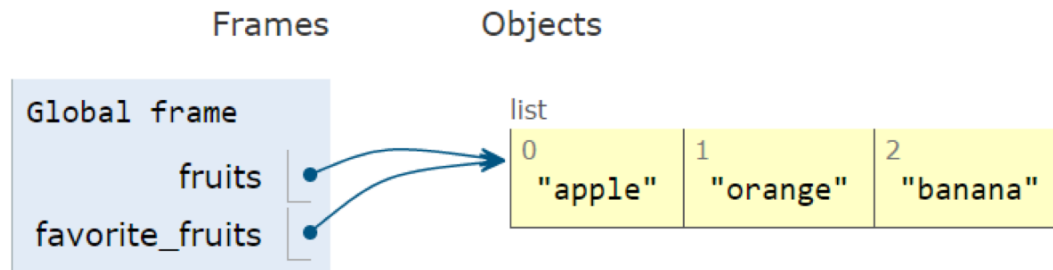 Frames Objects
Global frame
list
0 1 2
fruits
"apple" "orange" "banana"
favorite_fruits